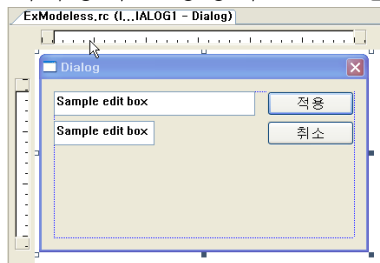 ExModeless.rc (I...IALOG1 - Dialog)
Dialog
Sample edit box
적용
Sample edit box
취소